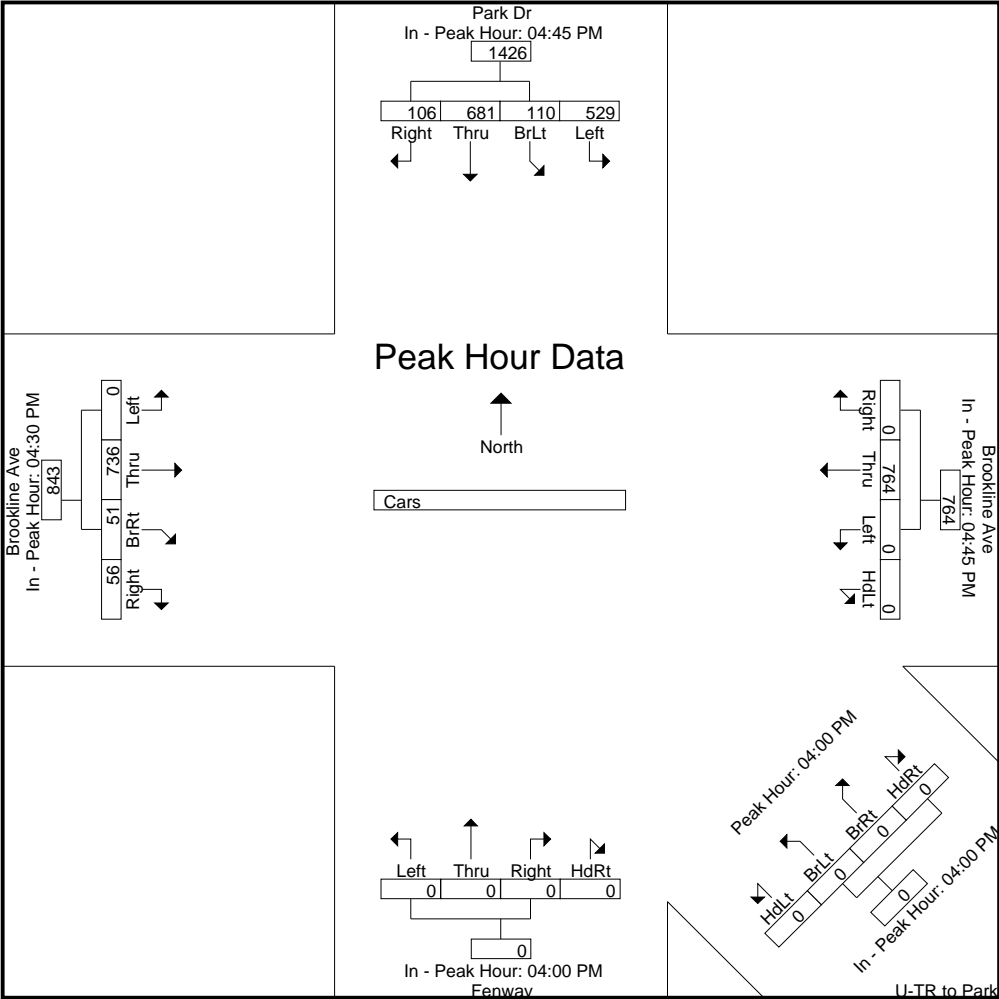 Park Dr
In - Peak Hour: 04:45 PM
1426
106 681 110 529
Right Thru BrLt Left
Peak Hour Data
North
Cars
Brookline Ave
In - Peak Hour: 04:30 PM
843
0 736 51 56
Left Thru BrRt Right
Brookline Ave
In - Peak Hour: 04:45 PM
764
0 764 0 0
Right Thru Left HdLt
Peak Hour: 04:00 PM
HdLt BrLt BrRt HdRt
0 0 0 0
0
In - Peak Hour: 04:00 PM
U-TR to Park
Left Thru Right HdRt
0 0 0 0
0
In - Peak Hour: 04:00 PM
Fenway